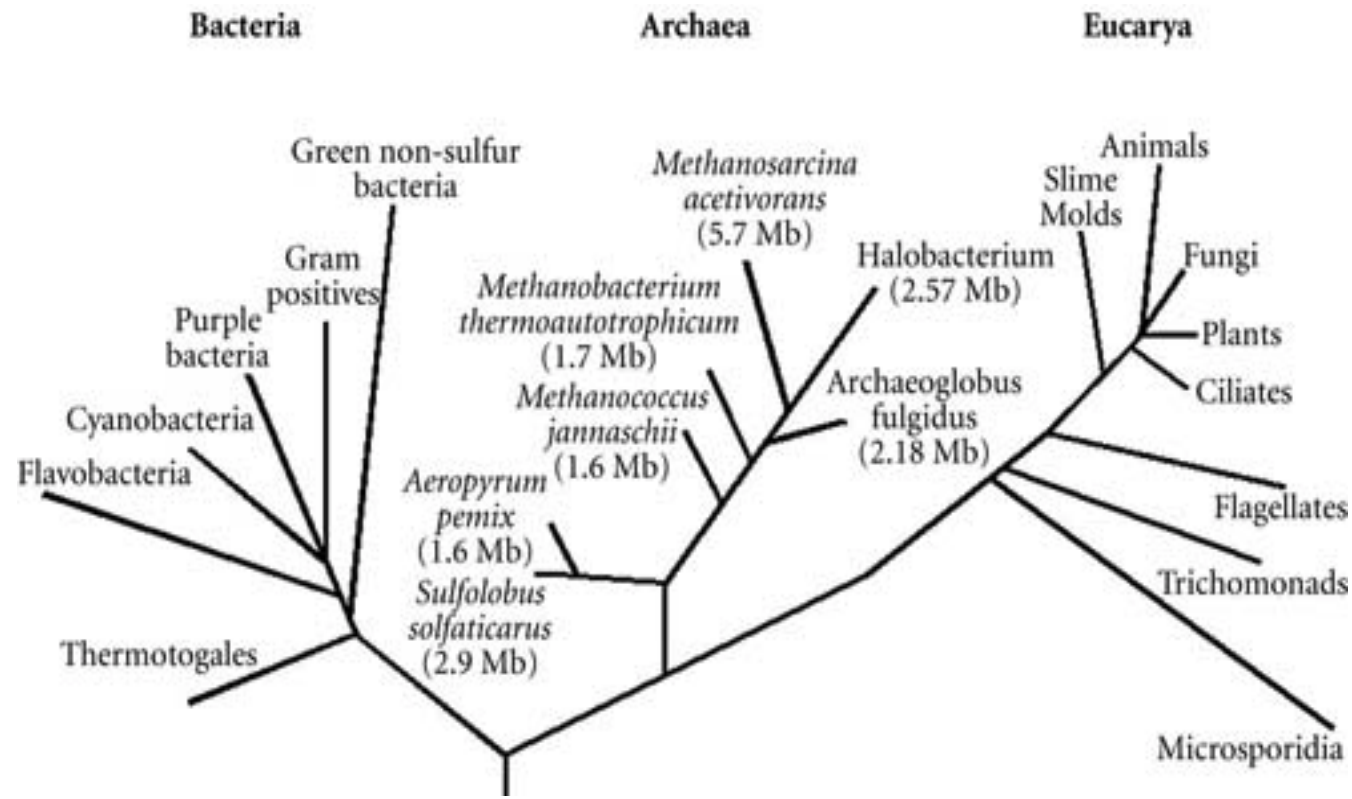 Bacteria
Archaea
Eucarya
Green non-sulfur
bacteria
Gram
positives
Purple
bacteria
Cyanobacteria
Flavobacteria
Thermotogales
Methanosarcina
acetivorans
(5.7 Mb)
Halobacterium
(2.57 Mb)
Methanobacterium
thermoautotrophicum
(1.7 Mb)
Archaeoglobus
fulgidus
(2.18 Mb)
Methanococcus
jannaschii
(1.6 Mb)
Aeropyrum
pemix
(1.6 Mb)
Sulfolobus
solfaticarus
(2.9 Mb)
Animals
Slime
Molds
Fungi
Plants
Ciliates
Flagellates
Trichomonads
Microsporidia